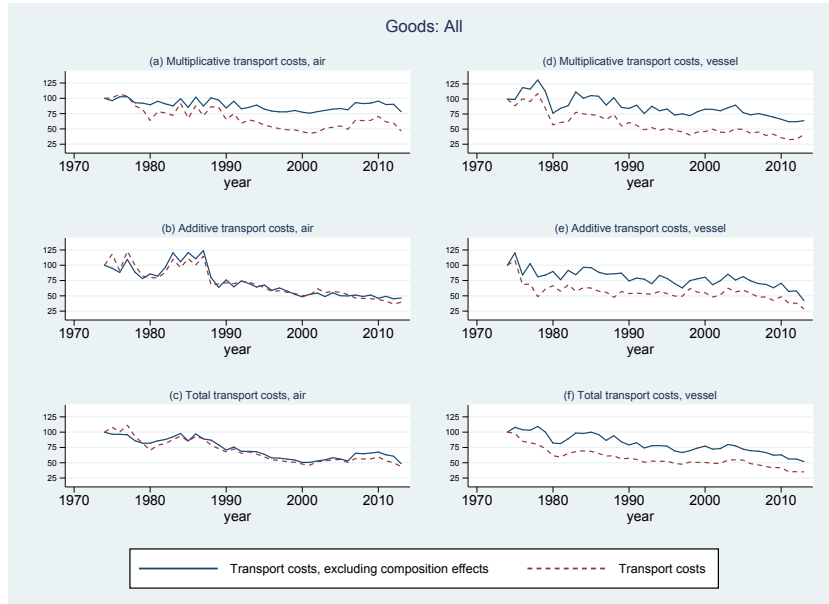 Goods: All
(a) Multiplicative transport costs, air
125
100
75
50
25
1970 1980 1990 2000 2010
year
(d) Multiplicative transport costs, vessel
125
100
75
50
25
1970 1980 1990 2000 2010
year
(b) Additive transport costs, air
125
100
75
50
25
1970 1980 1990 2000 2010
year
(e) Additive transport costs, vessel
125
100
75
50
25
1970 1980 1990 2000 2010
year
(c) Total transport costs, air
125
100
75
50
25
1970 1980 1990 2000 2010
year
(f) Total transport costs, vessel
125
100
75
50
25
1970 1980 1990 2000 2010
year
Transport costs, excluding composition effects Transport costs